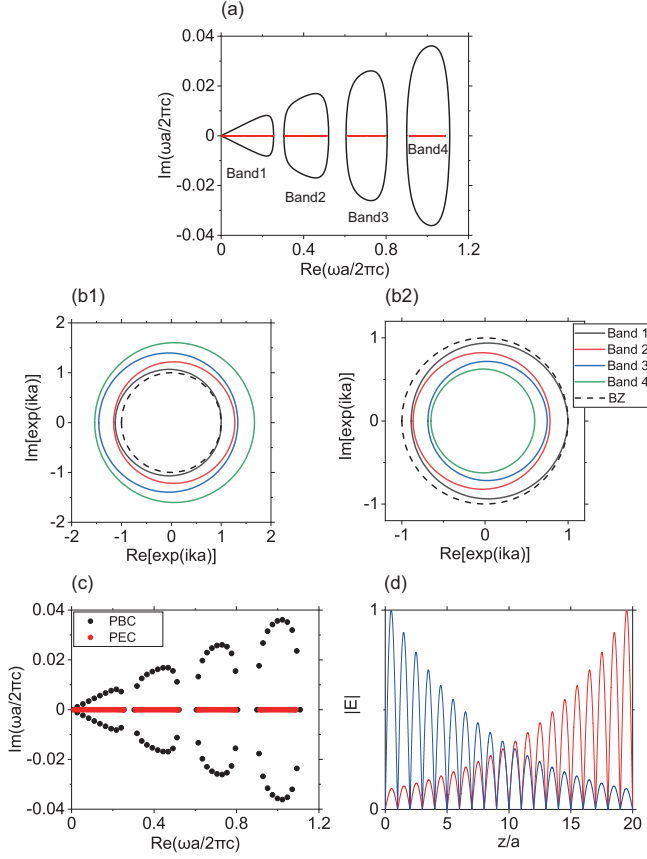 (a)
0.04
0.02
0
-0.02
-0.04
Im(ωa/2πc)
Band1
Band2
Band3
Band4
0 0.4 0.8 1.2
Re(ωa/2πc)
(b1)
2
1
0
-1
-2
Im[exp(ika)]
-2 -1 0 1 2
Re[exp(ika)]
(b2)
1
0
-1
Im[exp(ika)]
-1 0 1
Re[exp(ika)]
Band 1
Band 2
Band 3
Band 4
BZ
(c)
0.04
0.02
0
-0.02
-0.04
Im(ωa/2πc)
PBC
PEC
0 0.4 0.8 1.2
Re(ωa/2πc)
(d)
1
0
|E|
0 5 10 15 20
z/a